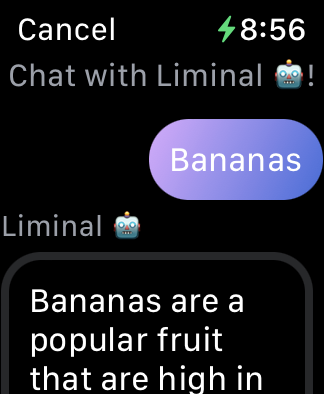 Cancel ⚡8:56
Chat with Liminal 🤖!
Bananas
Liminal 🤖
Bananas are a
popular fruit
that are high in